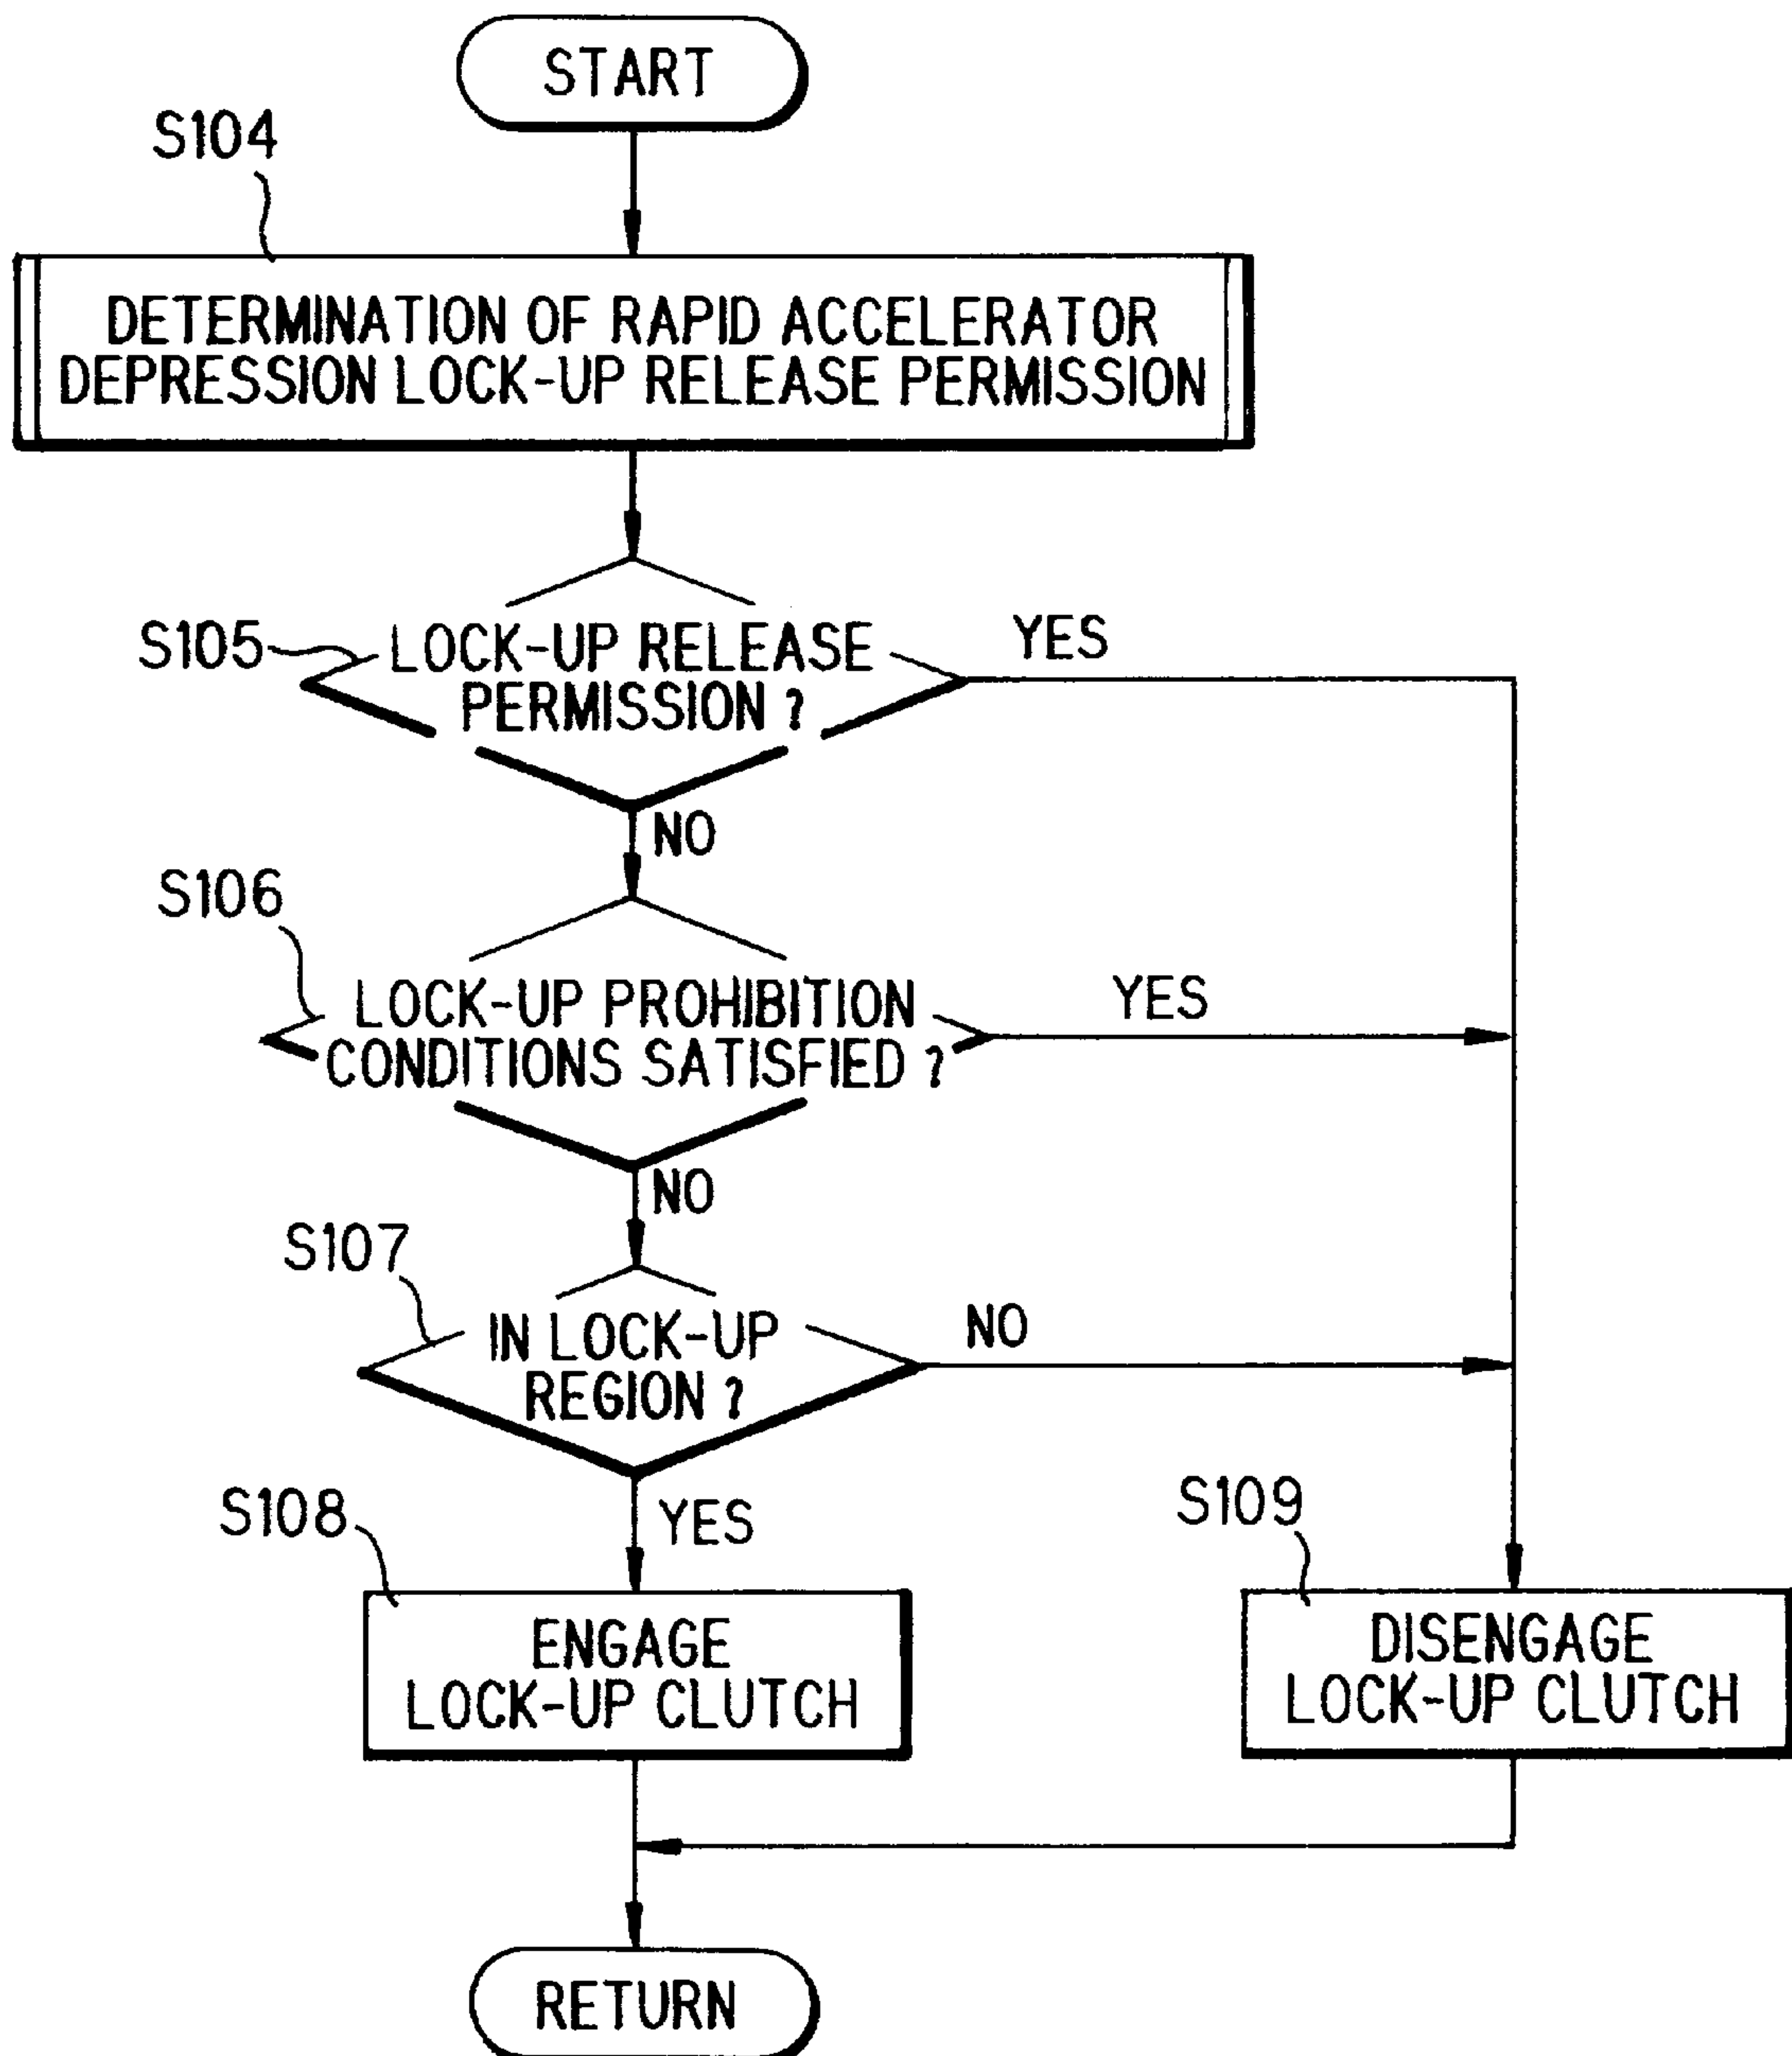 START
S104
DETERMINATION OF RAPID ACCELERATOR
DEPRESSION LOCK-UP RELEASE PERMISSION
S105
LOCK-UP RELEASE
PERMISSION ?
YES
NO
S106
LOCK-UP PROHIBITION
CONDITIONS SATISFIED ?
YES
NO
S107
IN LOCK-UP
REGION ?
NO
YES
S108
ENGAGE
LOCK-UP CLUTCH
S109
DISENGAGE
LOCK-UP CLUTCH
RETURN